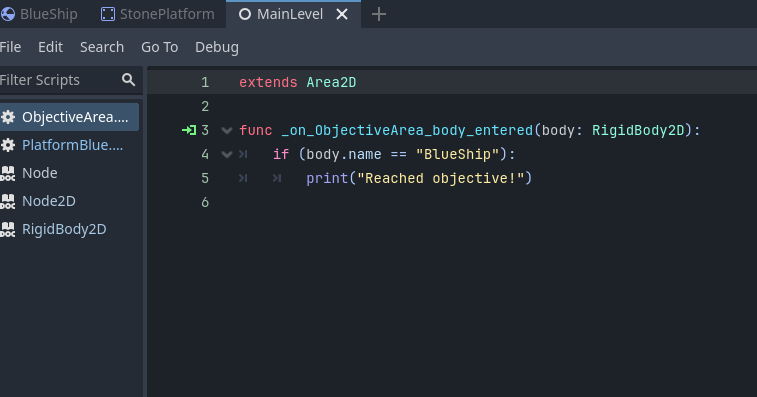 BlueShip StonePlatform MainLevel
File Edit Search Go To Debug
Filter Scripts
ObjectiveArea....
PlatformBlue....
Node
Node2D
RigidBody2D
1 extends Area2D
2
3 func _on_ObjectiveArea_body_entered(body: RigidBody2D):
4 if (body.name == "BlueShip"):
5 print("Reached objective!")
6